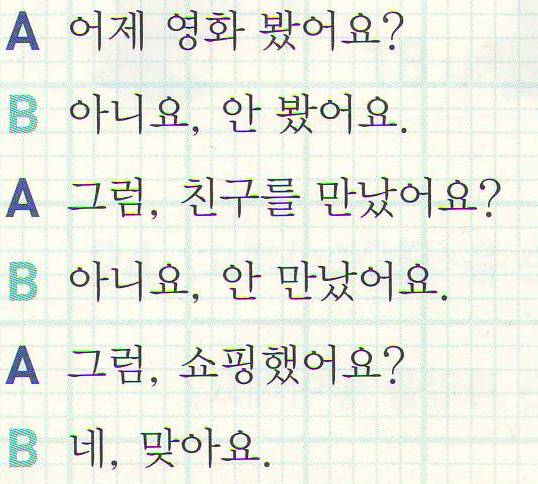 A 어제 영화 봤어요?
B 아니요, 안 봤어요.
A 그럼, 친구를 만났어요?
B 아니요, 안 만났어요.
A 그럼, 쇼핑했어요?
B 네, 맞아요.